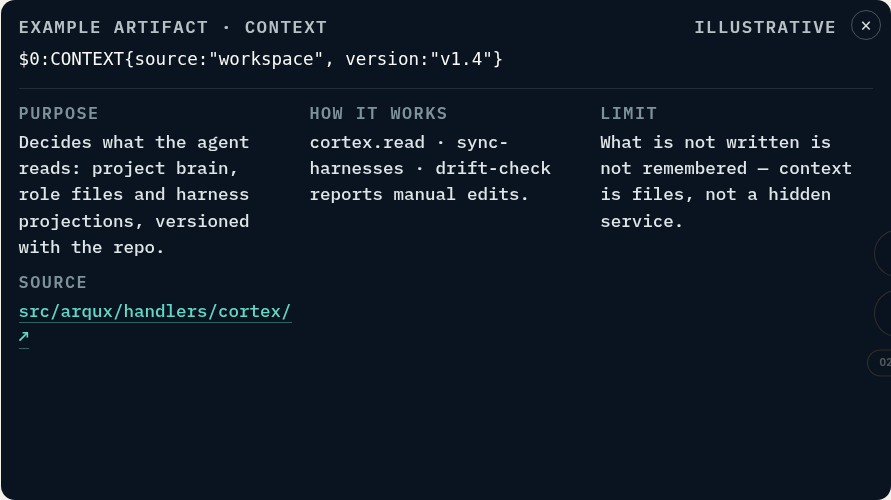 EXAMPLE ARTIFACT · CONTEXT
ILLUSTRATIVE
×
$0:CONTEXT{source:"workspace", version:"v1.4"}
PURPOSE
Decides what the agent
reads: project brain,
role files and harness
projections, versioned
with the repo.
HOW IT WORKS
cortex.read · sync-
harnesses · drift-check
reports manual edits.
LIMIT
What is not written is
not remembered — context
is files, not a hidden
service.
SOURCE
src/arqux/handlers/cortex/
↗
02